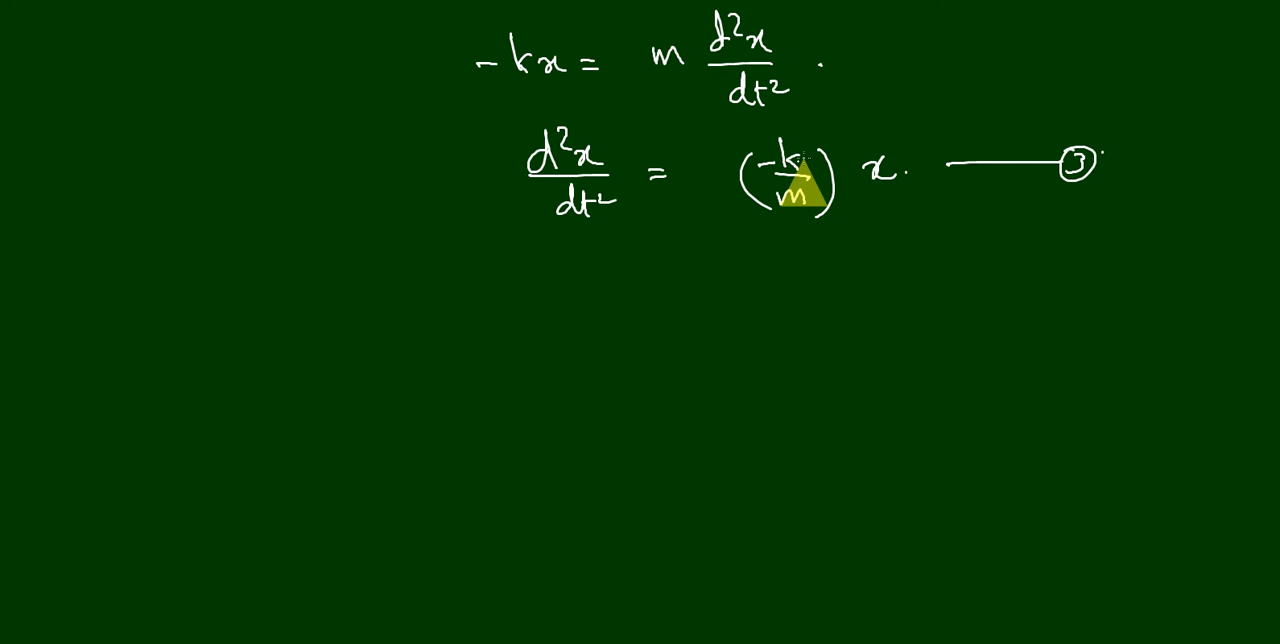 -kx = m d²x/dt² .
d²x/dt² = (-k/m) x. —— ③